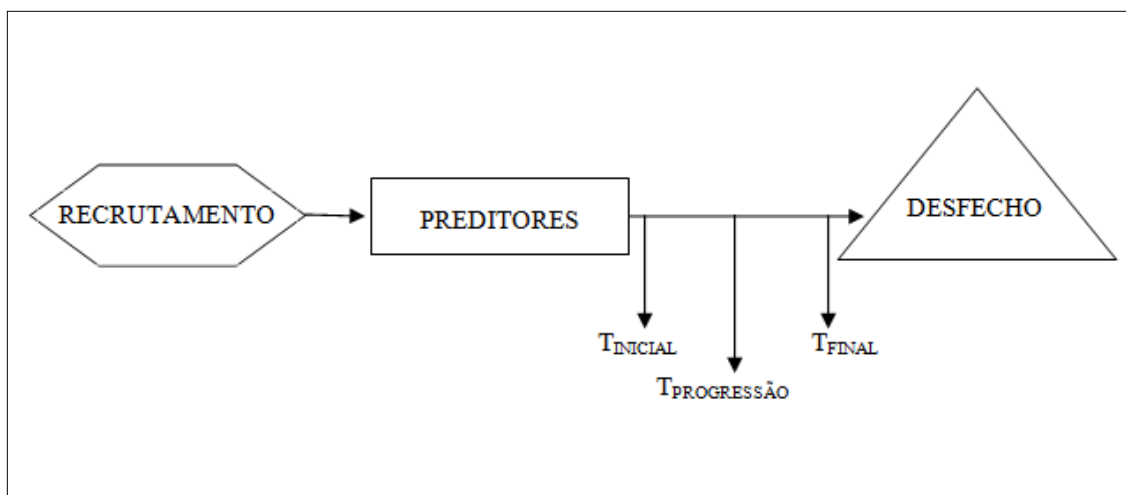 RECRUTAMENTO
PREDITORES
DESFECHO
TINICIAL
TPROGRESSÃO
TFINAL